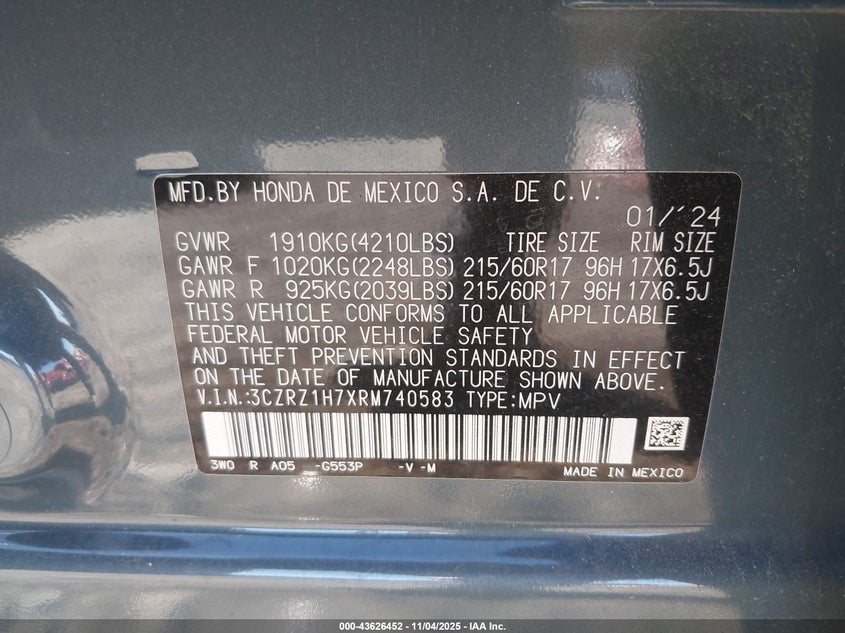 MFD.BY HONDA DE MEXICO S.A. DE C.V.
01/'24
GVWR 1910KG(4210LBS) TIRE SIZE RIM SIZE
GAWR F 1020KG(2248LBS) 215/60R17 96H 17X6.5J
GAWR R 925KG(2039LBS) 215/60R17 96H 17X6.5J
THIS VEHICLE CONFORMS TO ALL APPLICABLE
FEDERAL MOTOR VEHICLE SAFETY
AND THEFT PREVENTION STANDARDS IN EFFECT
ON THE DATE OF MANUFACTURE SHOWN ABOVE.
V.I.N.:3CZRZ1H7XRM740583 TYPE:MPV
3W0 R A05 -G553P -V -M MADE IN MEXICO
000-43626452 - 11/04/2025 - IAA Inc.